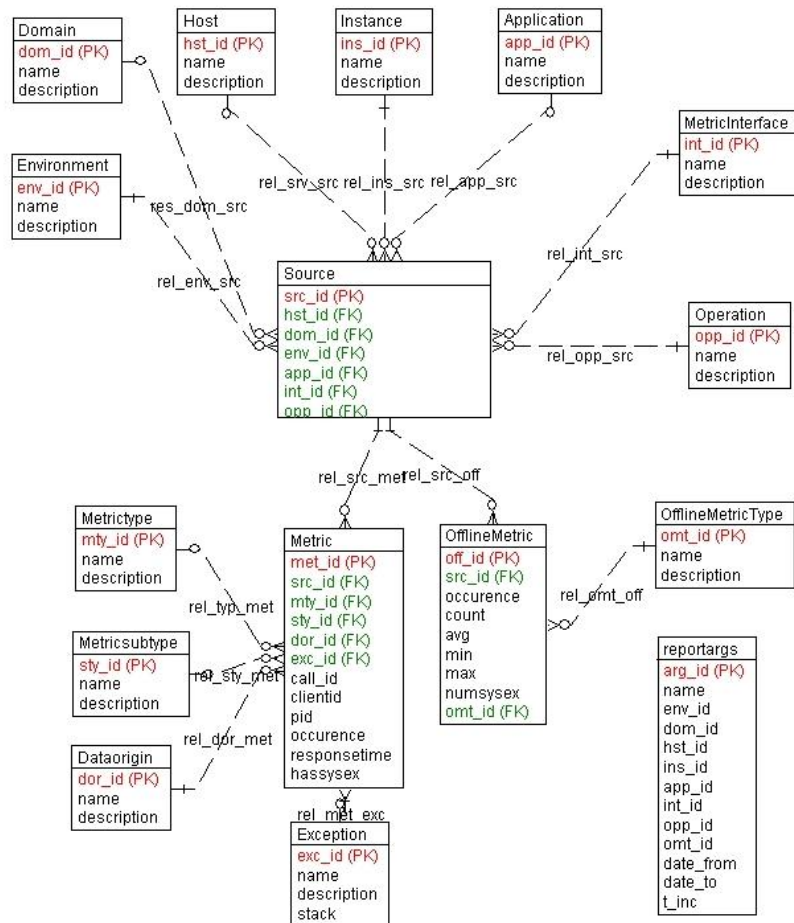 Domain
dom_id (PK)
name
description
Host
hst_id (PK)
name
description
Instance
ins_id (PK)
name
description
Application
app_id (PK)
name
description
MetricInterface
int_id (PK)
name
description
Environment
env_id (PK)
name
description
res_dom_src
rel_env_src
rel_srv_src
rel_ins_src
rel_app_src
rel_int_src
Source
src_id (PK)
hst_id (FK)
dom_id (FK)
env_id (FK)
app_id (FK)
int_id (FK)
opp_id (FK)
Operation
opp_id (PK)
name
description
rel_opp_src
rel_src_met
rel_src_off
Metrictype
mty_id (PK)
name
description
rel_typ_met
Metricsubtype
sty_id (PK)
name
description
rel_sty_met
Dataorigin
dor_id (PK)
name
description
rel_dor_met
Metric
met_id (PK)
src_id (FK)
mty_id (FK)
sty_id (FK)
dor_id (FK)
exc_id (FK)
call_id
clientid
pid
occurence
responsetime
hassysex
OfflineMetric
off_id (PK)
src_id (FK)
occurence
count
avg
min
max
numsysex
omt_id (FK)
rel_omt_off
OfflineMetricType
omt_id (PK)
name
description
rel_met_exc
Exception
exc_id (PK)
name
description
stack
reportargs
arg_id (PK)
name
env_id
dom_id
hst_id
ins_id
app_id
int_id
opp_id
omt_id
date_from
date_to
t_inc